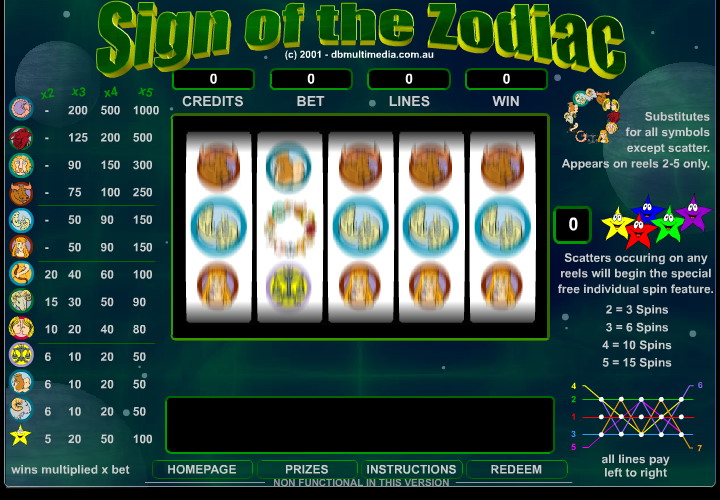 Sign of the Zodiac
(c) 2001 - dbmultimedia.com.au
0 0 0 0
CREDITS BET LINES WIN
x2 x3 x4 x5
- 200 500 1000
- 125 200 500
- 90 150 300
- 75 100 250
- 50 90 150
- 50 90 150
20 40 60 100
15 30 50 90
10 20 40 80
6 10 20 50
6 10 20 50
6 10 20 50
5 20 50 100
wins multiplied x bet
Substitutes
for all symbols
except scatter.
Appears on reels 2-5 only.
0
Scatters occuring on any
reels will begin the special
free individual spin feature.
2 = 3 Spins
3 = 6 Spins
4 = 10 Spins
5 = 15 Spins
4 6
2
1
3
5 7
all lines pay
left to right
HOMEPAGE PRIZES INSTRUCTIONS REDEEM
NON FUNCTIONAL IN THIS VERSION